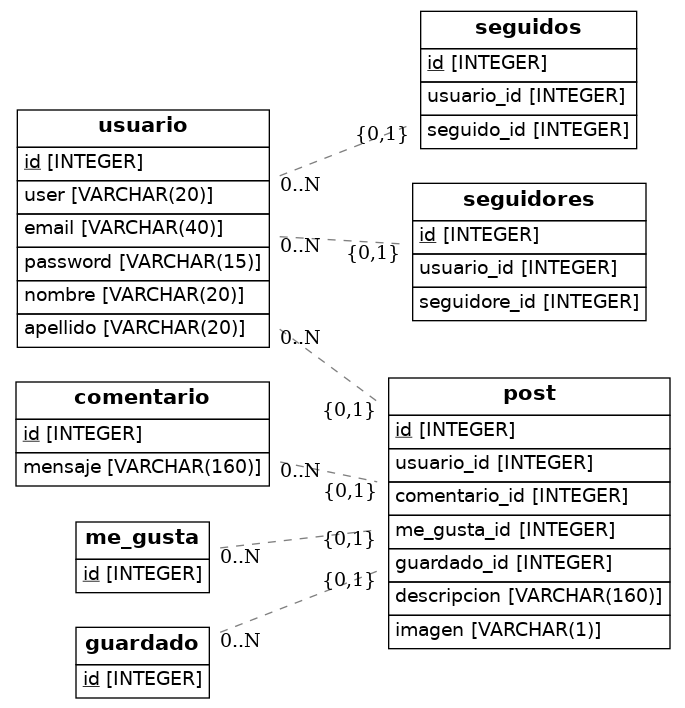 seguidos
id [INTEGER]
usuario_id [INTEGER]
seguido_id [INTEGER]
usuario
id [INTEGER]
user [VARCHAR(20)]
email [VARCHAR(40)]
password [VARCHAR(15)]
nombre [VARCHAR(20)]
apellido [VARCHAR(20)]
{0,1}
0..N
seguidores
id [INTEGER]
usuario_id [INTEGER]
seguidore_id [INTEGER]
0..N
{0,1}
0..N
{0,1}
comentario
id [INTEGER]
mensaje [VARCHAR(160)]
post
id [INTEGER]
usuario_id [INTEGER]
comentario_id [INTEGER]
me_gusta_id [INTEGER]
guardado_id [INTEGER]
descripcion [VARCHAR(160)]
imagen [VARCHAR(1)]
0..N
{0,1}
me_gusta
id [INTEGER]
{0,1}
0..N
{0,1}
0..N
guardado
id [INTEGER]